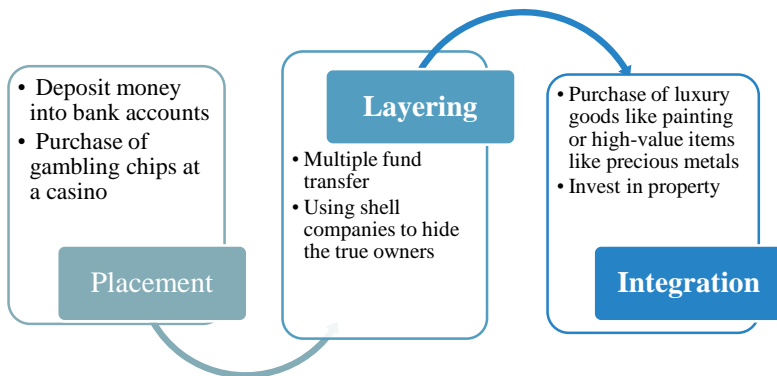 • Deposit money
into bank accounts
• Purchase of
gambling chips at
a casino
Placement
Layering
• Multiple fund
transfer
• Using shell
companies to hide
the true owners
• Purchase of luxury
goods like painting
or high-value items
like precious metals
• Invest in property
Integration